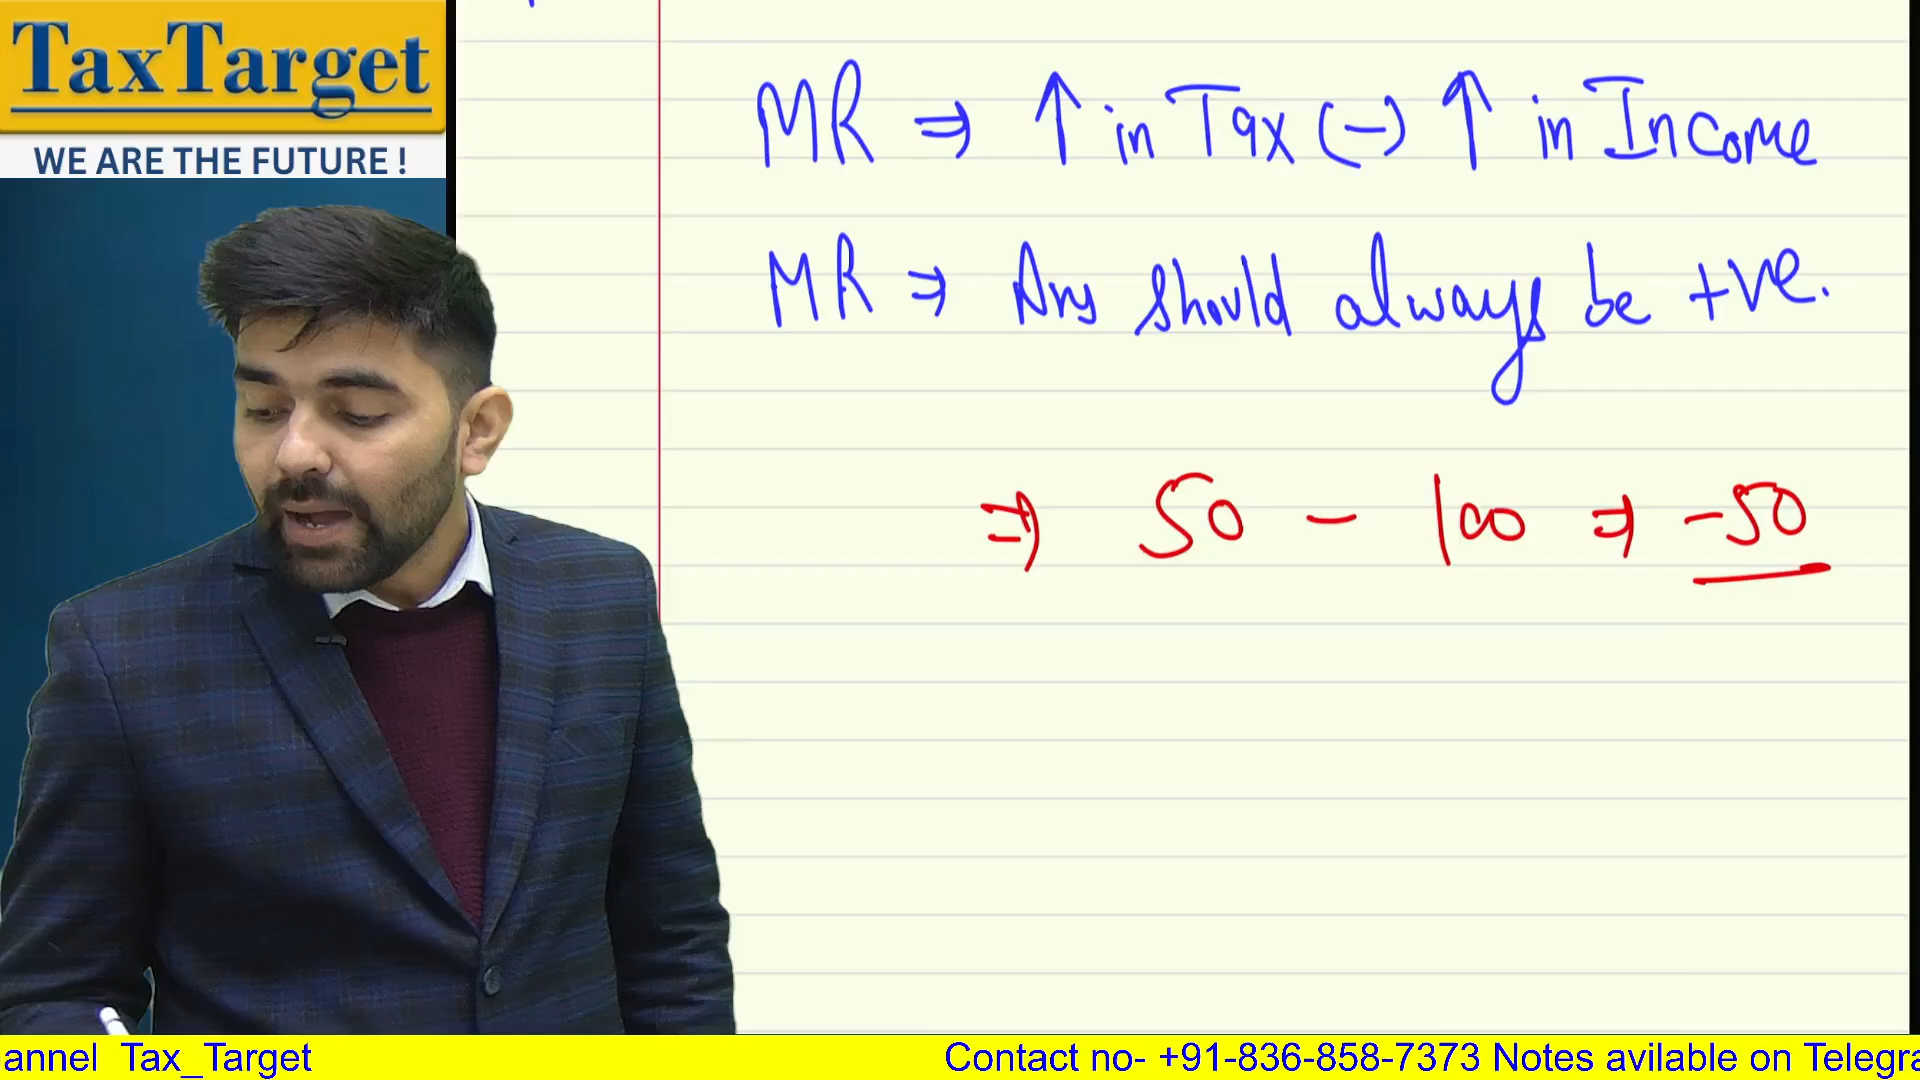 TaxTarget
WE ARE THE FUTURE !
MR ⇒ ↑ in Tax (-) ↑ in Income
MR ⇒ Ans should always be +ve.
⇒ 50 - 100 ⇒ -50
annel Tax_Target Contact no- +91-836-858-7373 Notes avilable on Telegra